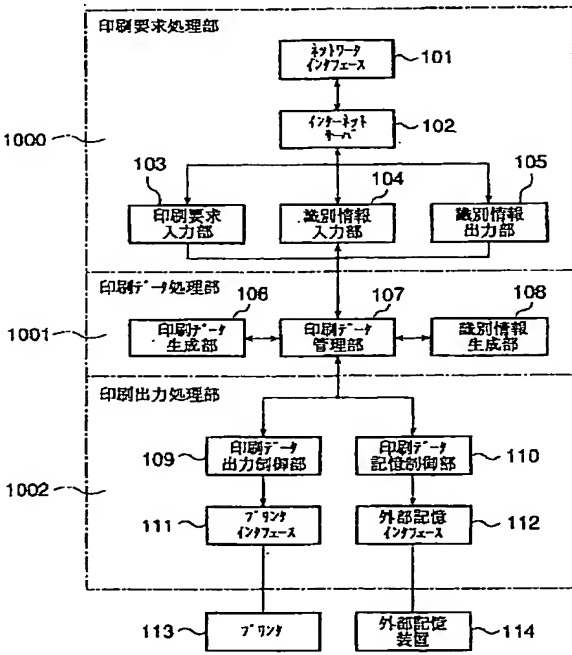 印刷要求処理部
ネットワーク
インタフェース
101
インターネット
サーバ
102
1000
103
104
105
印刷要求
入力部
識別情報
入力部
識別情報
出力部
印刷データ処理部
106
107
108
1001
印刷データ
生成部
印刷データ
管理部
識別情報
生成部
印刷出力処理部
109
印刷データ
出力制御部
印刷データ
記憶制御部
110
1002
111
プリンタ
インタフェース
外部記憶
インタフェース
112
113
プリンタ
外部記憶
装置
114